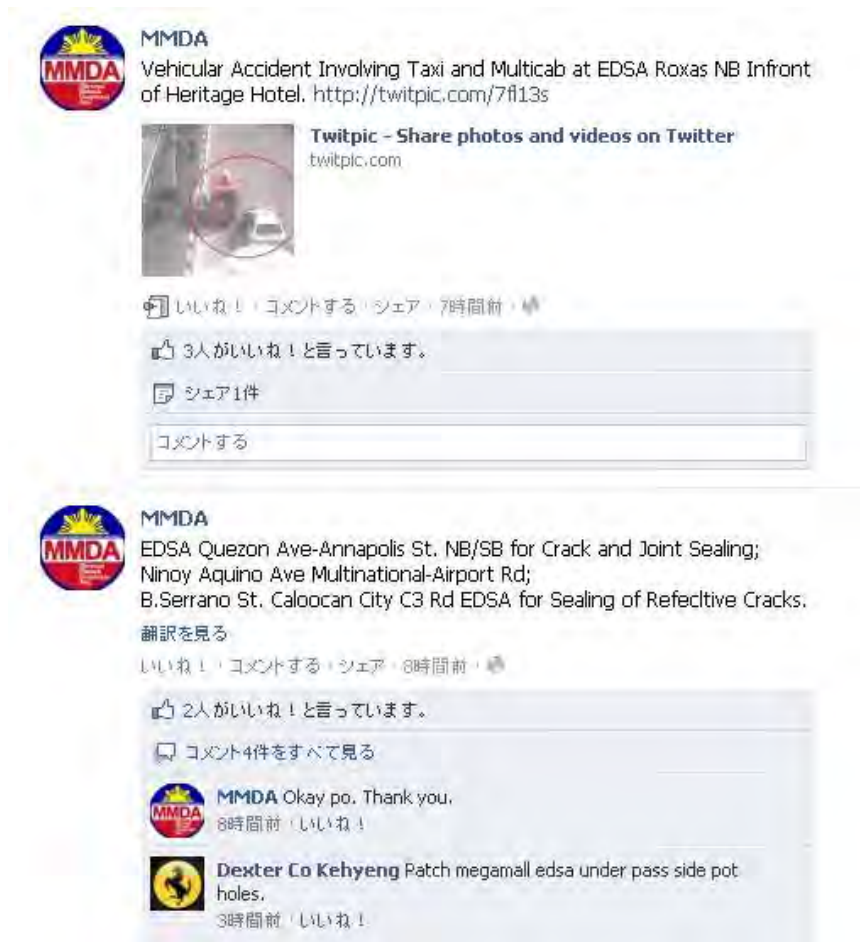 MMDA
MMDA
Vehicular Accident Involving Taxi and Multicab at EDSA Roxas NB Infront
of Heritage Hotel. http://twitpic.com/7fl13s
Twitpic - Share photos and videos on Twitter
twitpic.com
いいね！・コメントする・シェア・7時間前・
3人がいいね！と言っています。
シェア1件
コメントする
MMDA
MMDA
EDSA Quezon Ave-Annapolis St. NB/SB for Crack and Joint Sealing;
Ninoy Aquino Ave Multinational-Airport Rd;
B.Serrano St. Caloocan City C3 Rd EDSA for Sealing of Refecltive Cracks.
翻訳を見る
いいね！・コメントする・シェア・8時間前・
2人がいいね！と言っています。
コメント4件をすべて見る
MMDA
MMDA Okay po. Thank you.
8時間前・いいね！
Dexter Co Kehyeng Patch megamall edsa under pass side pot
holes.
3時間前・いいね！